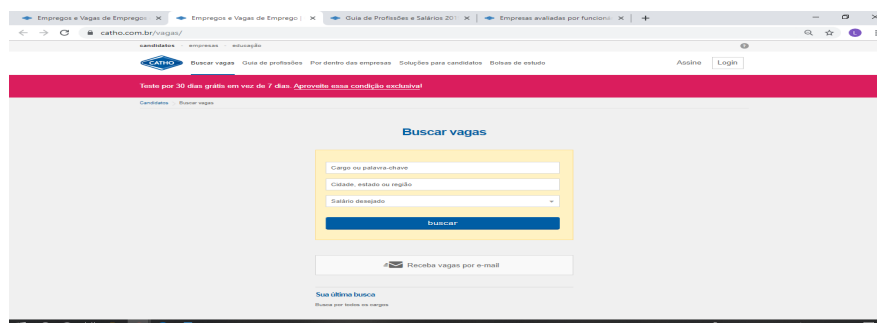 Empregos e Vagas de Empregos Empregos e Vagas de Emprego | Guia de Profissões e Salários 201 Empresas avaliadas por funcioná
catho.com.br/vagas/ L
candidatos empresas educação
CATHO Buscar vagas Guia de profissões Por dentro das empresas Soluções para candidatos Bolsas de estudo Assine Login
Teste por 30 dias grátis em vez de 7 dias. Aproveite essa condição exclusiva!
Candidatos Buscar vagas
Buscar vagas
Cargo ou palavra-chave
Cidade, estado ou região
Salário desejado
buscar
Receba vagas por e-mail
Sua última busca
Busca por todos os cargos